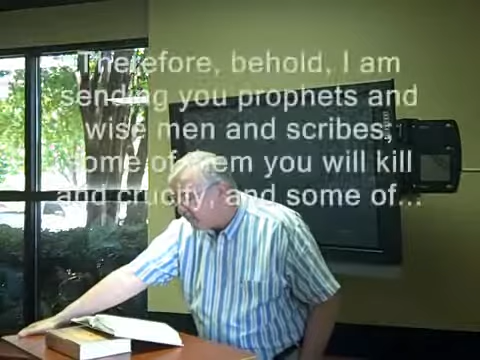 Therefore, behold, I am
sending you prophets and
wise men and scribes;
some of them you will kill
and crucify, and some of...